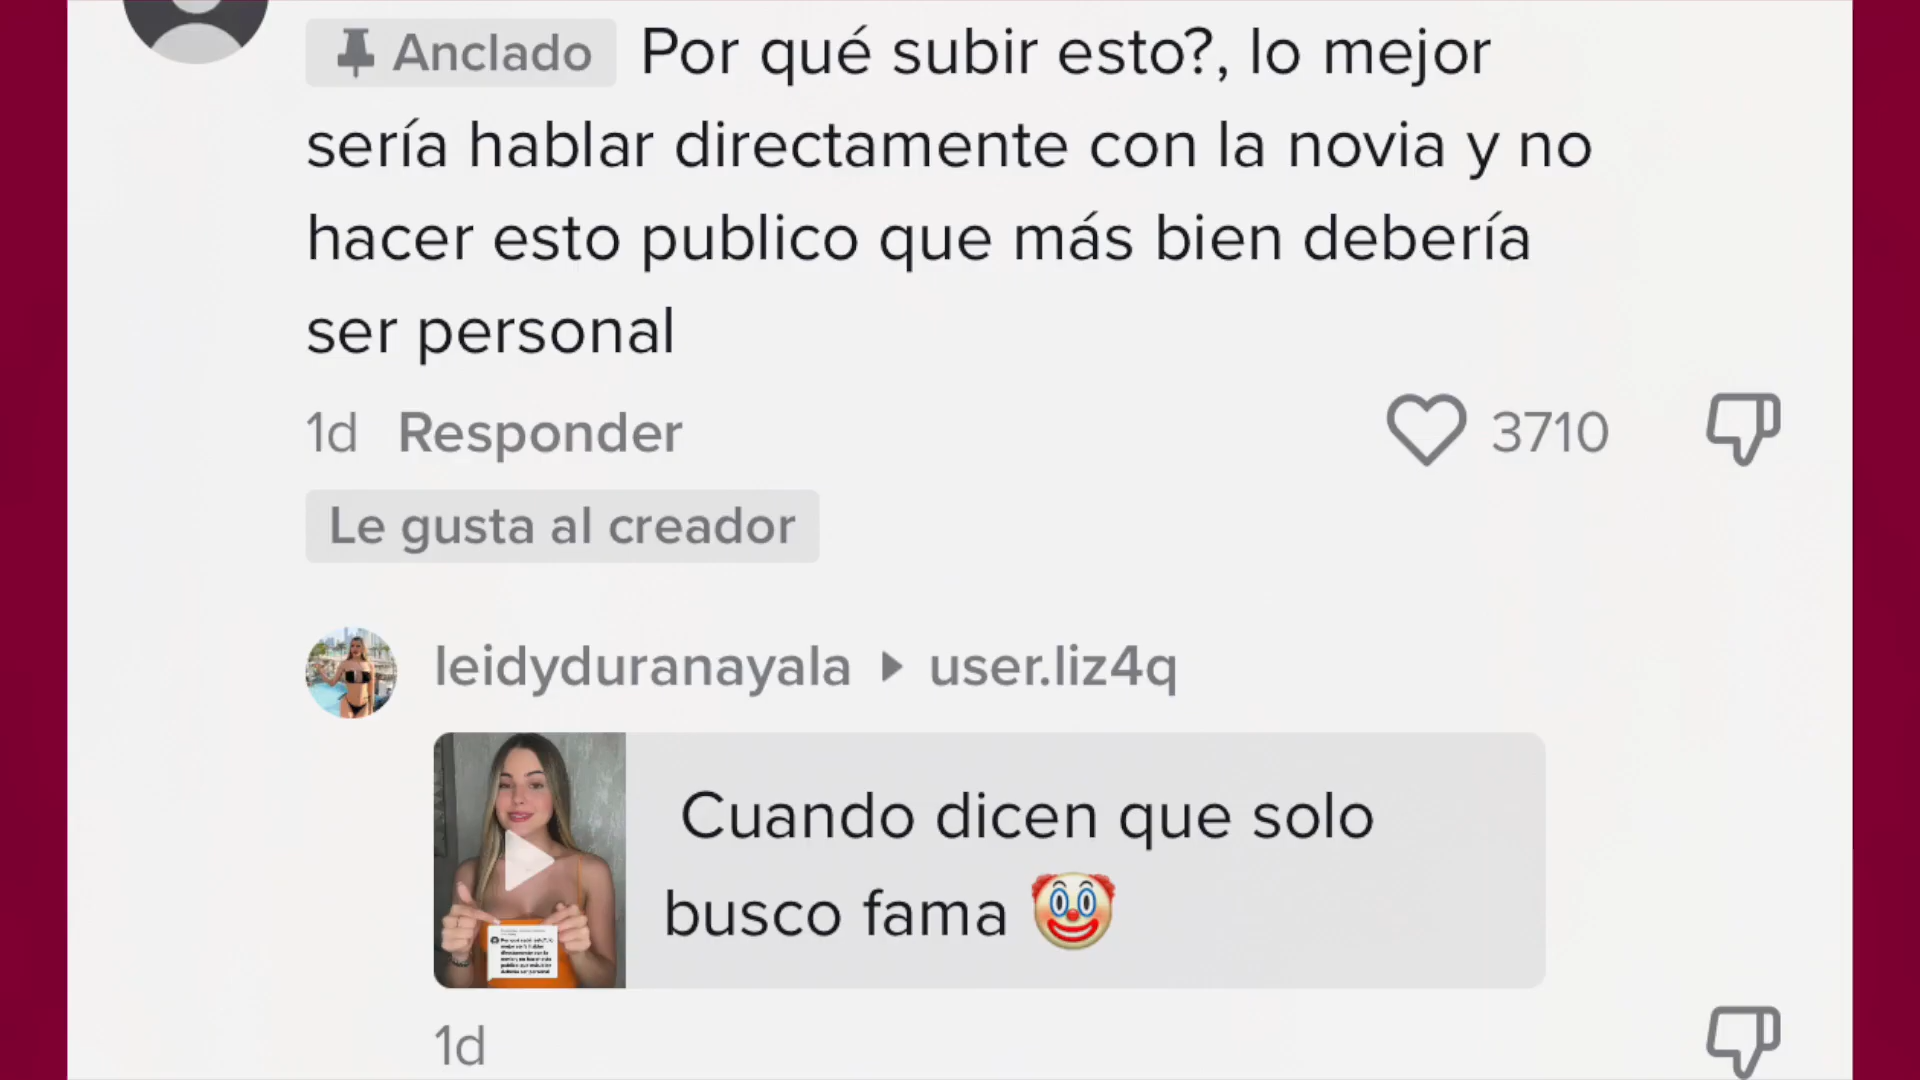 Anclado Por qué subir esto?, lo mejor
sería hablar directamente con la novia y no
hacer esto publico que más bien debería
ser personal
1d Responder 3710
Le gusta al creador
leidyduranayala user.liz4q
Cuando dicen que solo
busco fama 🤡
1d